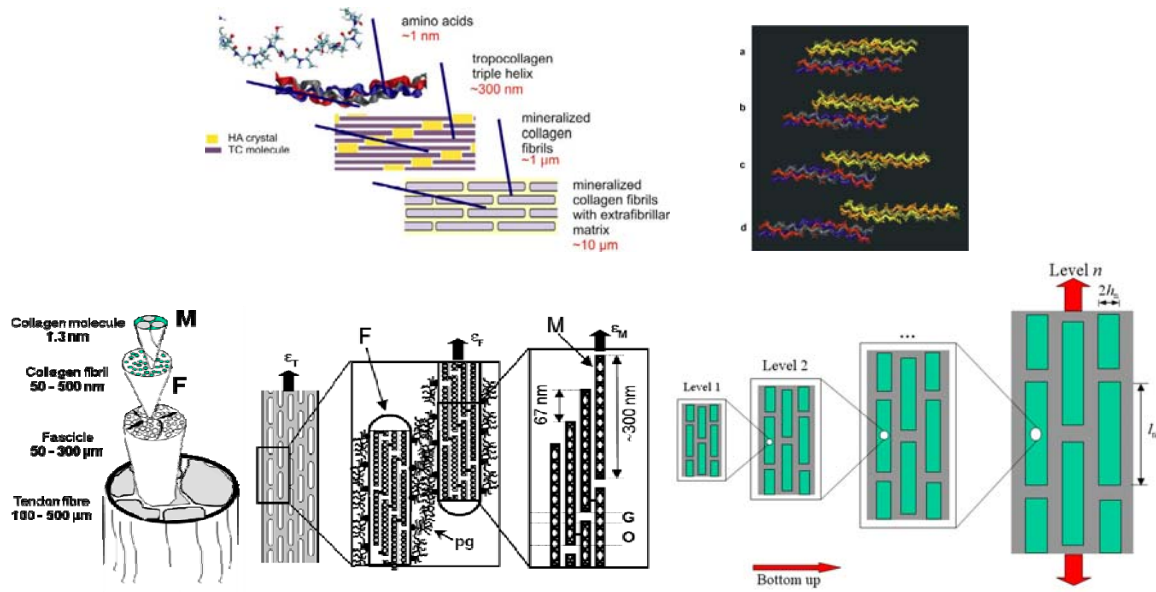 amino acids
~1 nm
tropocollagen
triple helix
~300 nm
HA crystal
TC molecule
mineralized
collagen
fibrils
~1 µm
mineralized
collagen fibrils
with extrafibrillar
matrix
~10 µm
a
b
c
d
Collagen molecule
1.3 nm
M
Collagen fibril
50 - 500 nm
F
Fascicle
50 - 300 µm
Tendon fibre
100 - 500 µm
εT
F
εF
pg
M
εM
67 nm
~300 nm
G
O
Level 1
Level 2
...
Level n
2hn
ln
Bottom up